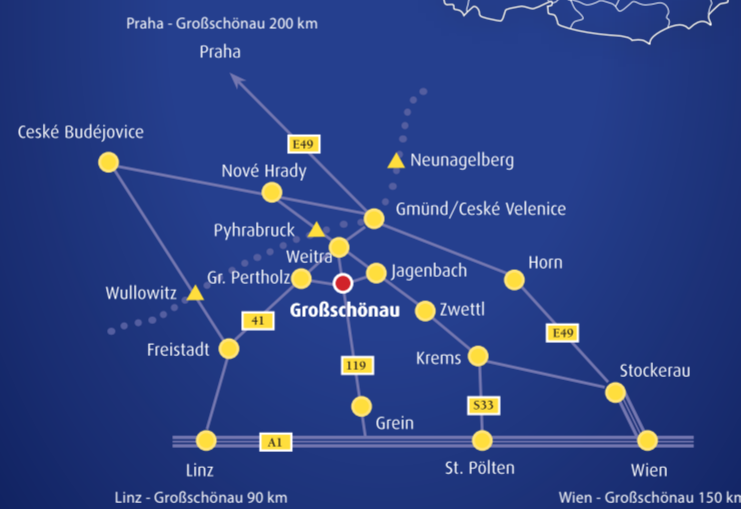 Praha - Großschönau 200 km
Praha
Ceské Budéjovice
E49
Neunagelberg
Nové Hrady
Gmünd/Ceské Velenice
Pyhrabruck
Weitra
Horn
Gr. Pertholz
Jagenbach
Wullowitz
Großschönau
Zwettl
41
E49
Freistadt
Krems
119
Stockerau
S33
Grein
A1
Linz
St. Pölten
Wien
Linz - Großschönau 90 km
Wien - Großschönau 150 km